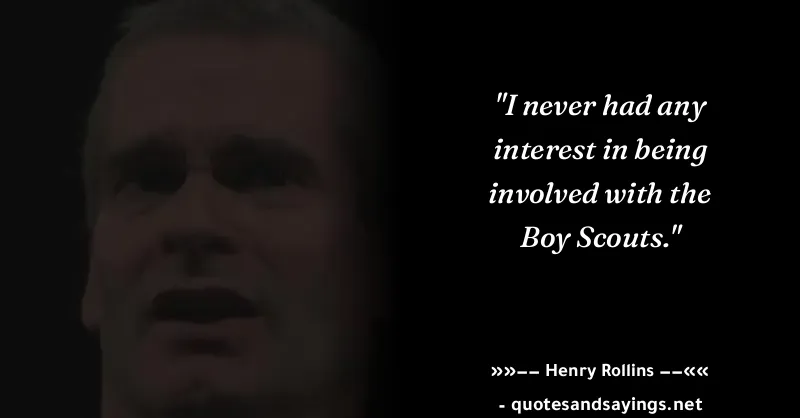 "I never had any
interest in being
involved with the
Boy Scouts."
»»–– Henry Rollins ––««
- quotesandsayings.net